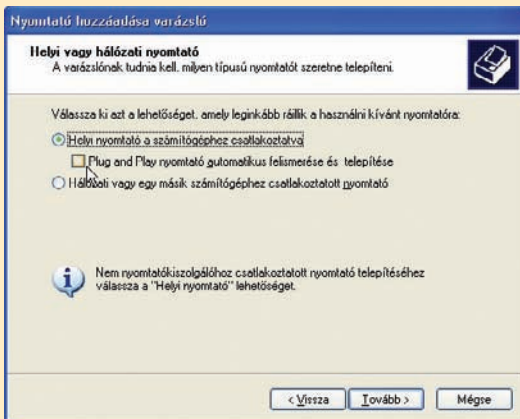 Nyomtató hozzáadása varázsló
Helyi vagy hálózati nyomtató
A varázslónak tudnia kell, milyen típusú nyomtatót szeretne telepíteni.
Válassza ki azt a lehetőséget, amely leginkább ráillik a használni kívánt nyomtatóra:
Helyi nyomtató a számítógéphez csatlakoztatva
Plug and Play nyomtató automatikus felismerése és telepítése
Hálózati vagy egy másik számítógéphez csatlakoztatott nyomtató
Nem nyomtatókiszolgálóhoz csatlakoztatott nyomtató telepítéséhez
válassza a "Helyi nyomtató" lehetőséget.
< Vissza Tovább > Mégse